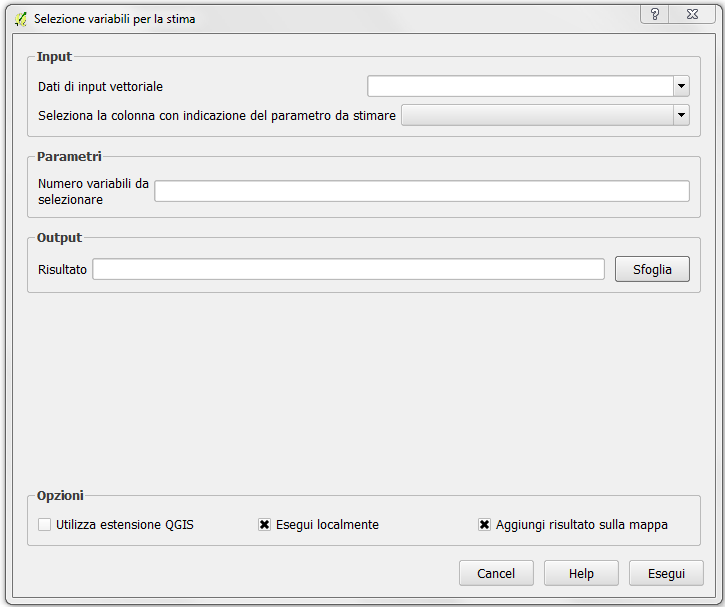 Selezione variabili per la stima
Input
Dati di input vettoriale
Seleziona la colonna con indicazione del parametro da stimare
Parametri
Numero variabili da
selezionare
Output
Risultato
Sfoglia
Opzioni
Utilizza estensione QGIS
Esegui localmente
Aggiungi risultato sulla mappa
Cancel
Help
Esegui